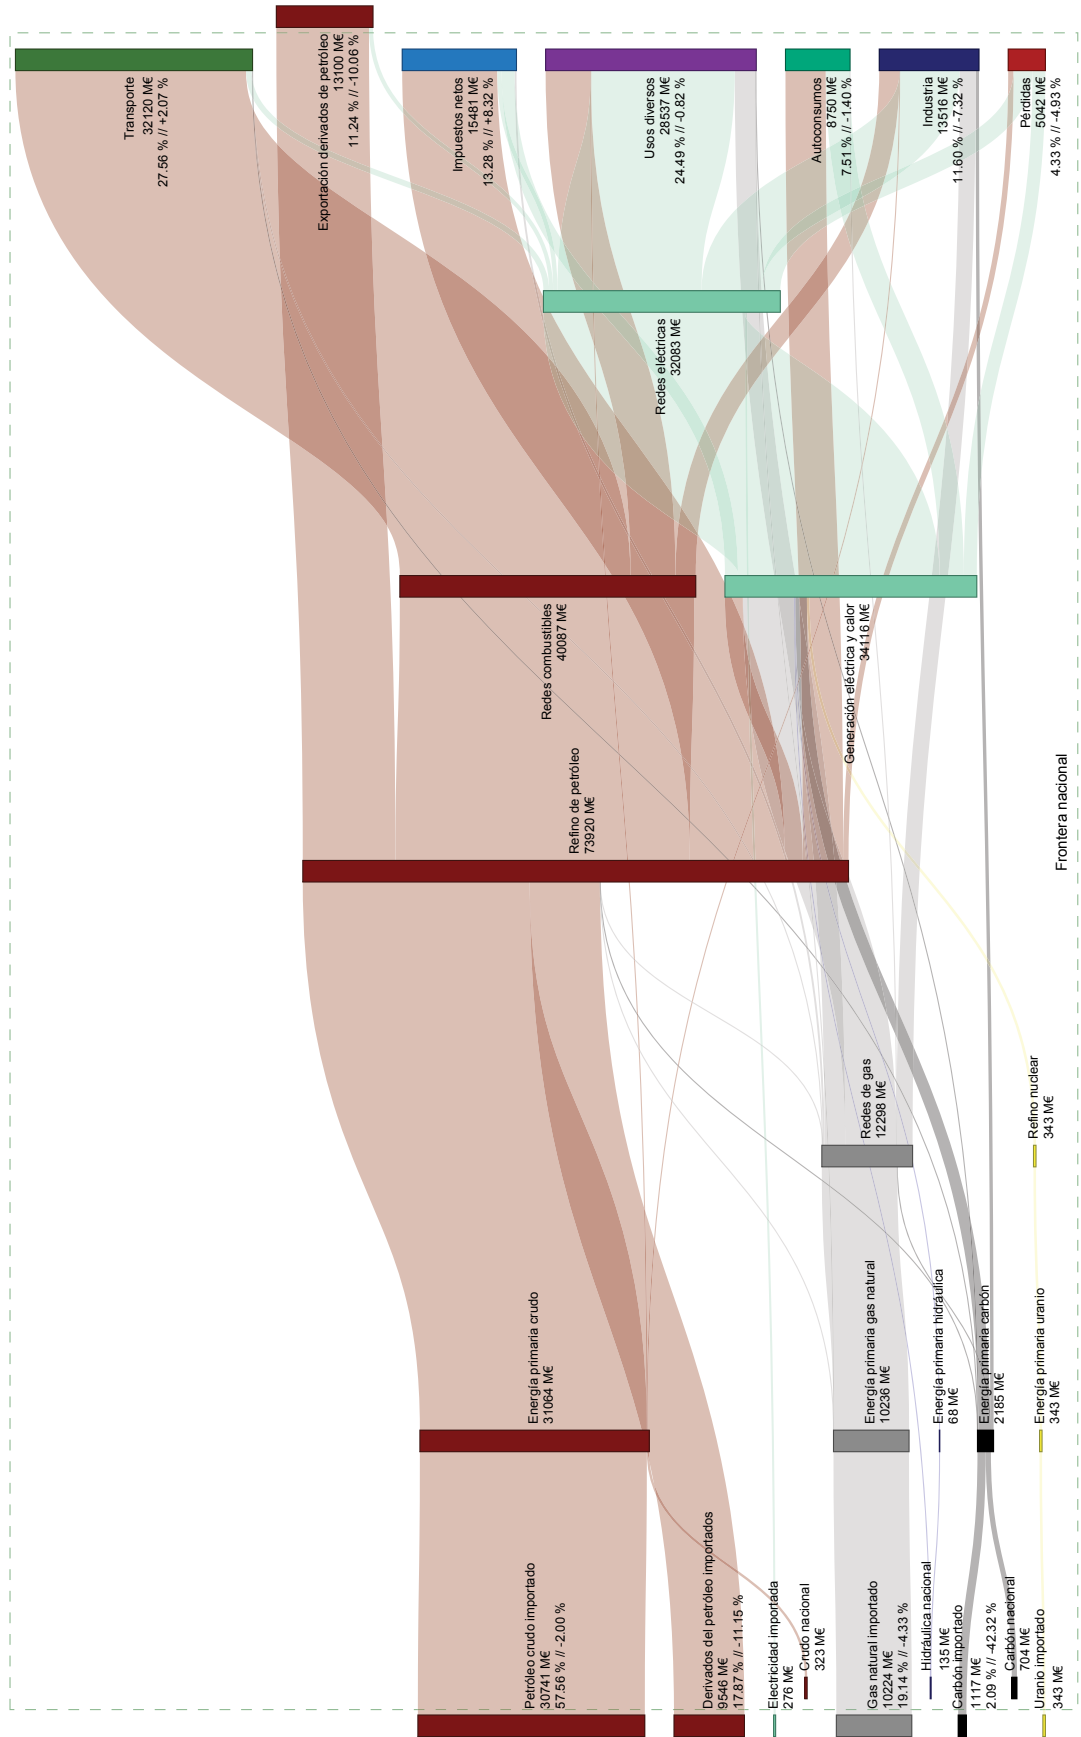 Transporte
32120 M€
27.56 % // +2.07 %
Exportación derivados de petróleo
13100 M€
11.24 % // -10.06 %
Impuestos netos
15481 M€
13.28 % // +8.32 %
Usos diversos
28537 M€
24.49 % // -0.82 %
Autoconsumos
8750 M€
7.51 % // -1.40 %
Industria
13516 M€
11.60 % // -7.32 %
Pérdidas
5042 M€
4.33 % // -4.93 %
Redes eléctricas
32083 M€
Redes combustibles
40087 M€
Generación eléctrica y calor
34116 M€
Refino de petróleo
73920 M€
Frontera nacional
Redes de gas
12298 M€
Refino nuclear
343 M€
Energía primaria crudo
31064 M€
Energía primaria gas natural
10236 M€
Energía primaria hidráulica
68 M€
Energía primaria carbón
2185 M€
Energía primaria uranio
343 M€
Petróleo crudo importado
30741 M€
57.56 % // -2.00 %
Derivados del petróleo importados
9546 M€
17.87 % // -11.15 %
Electricidad importada
276 M€
Crudo nacional
323 M€
Gas natural importado
10224 M€
19.14 % // -4.33 %
Hidráulica nacional
135 M€
Carbón importado
1117 M€
2.09 % // -42.32 %
Carbón nacional
704 M€
Uranio importado
343 M€